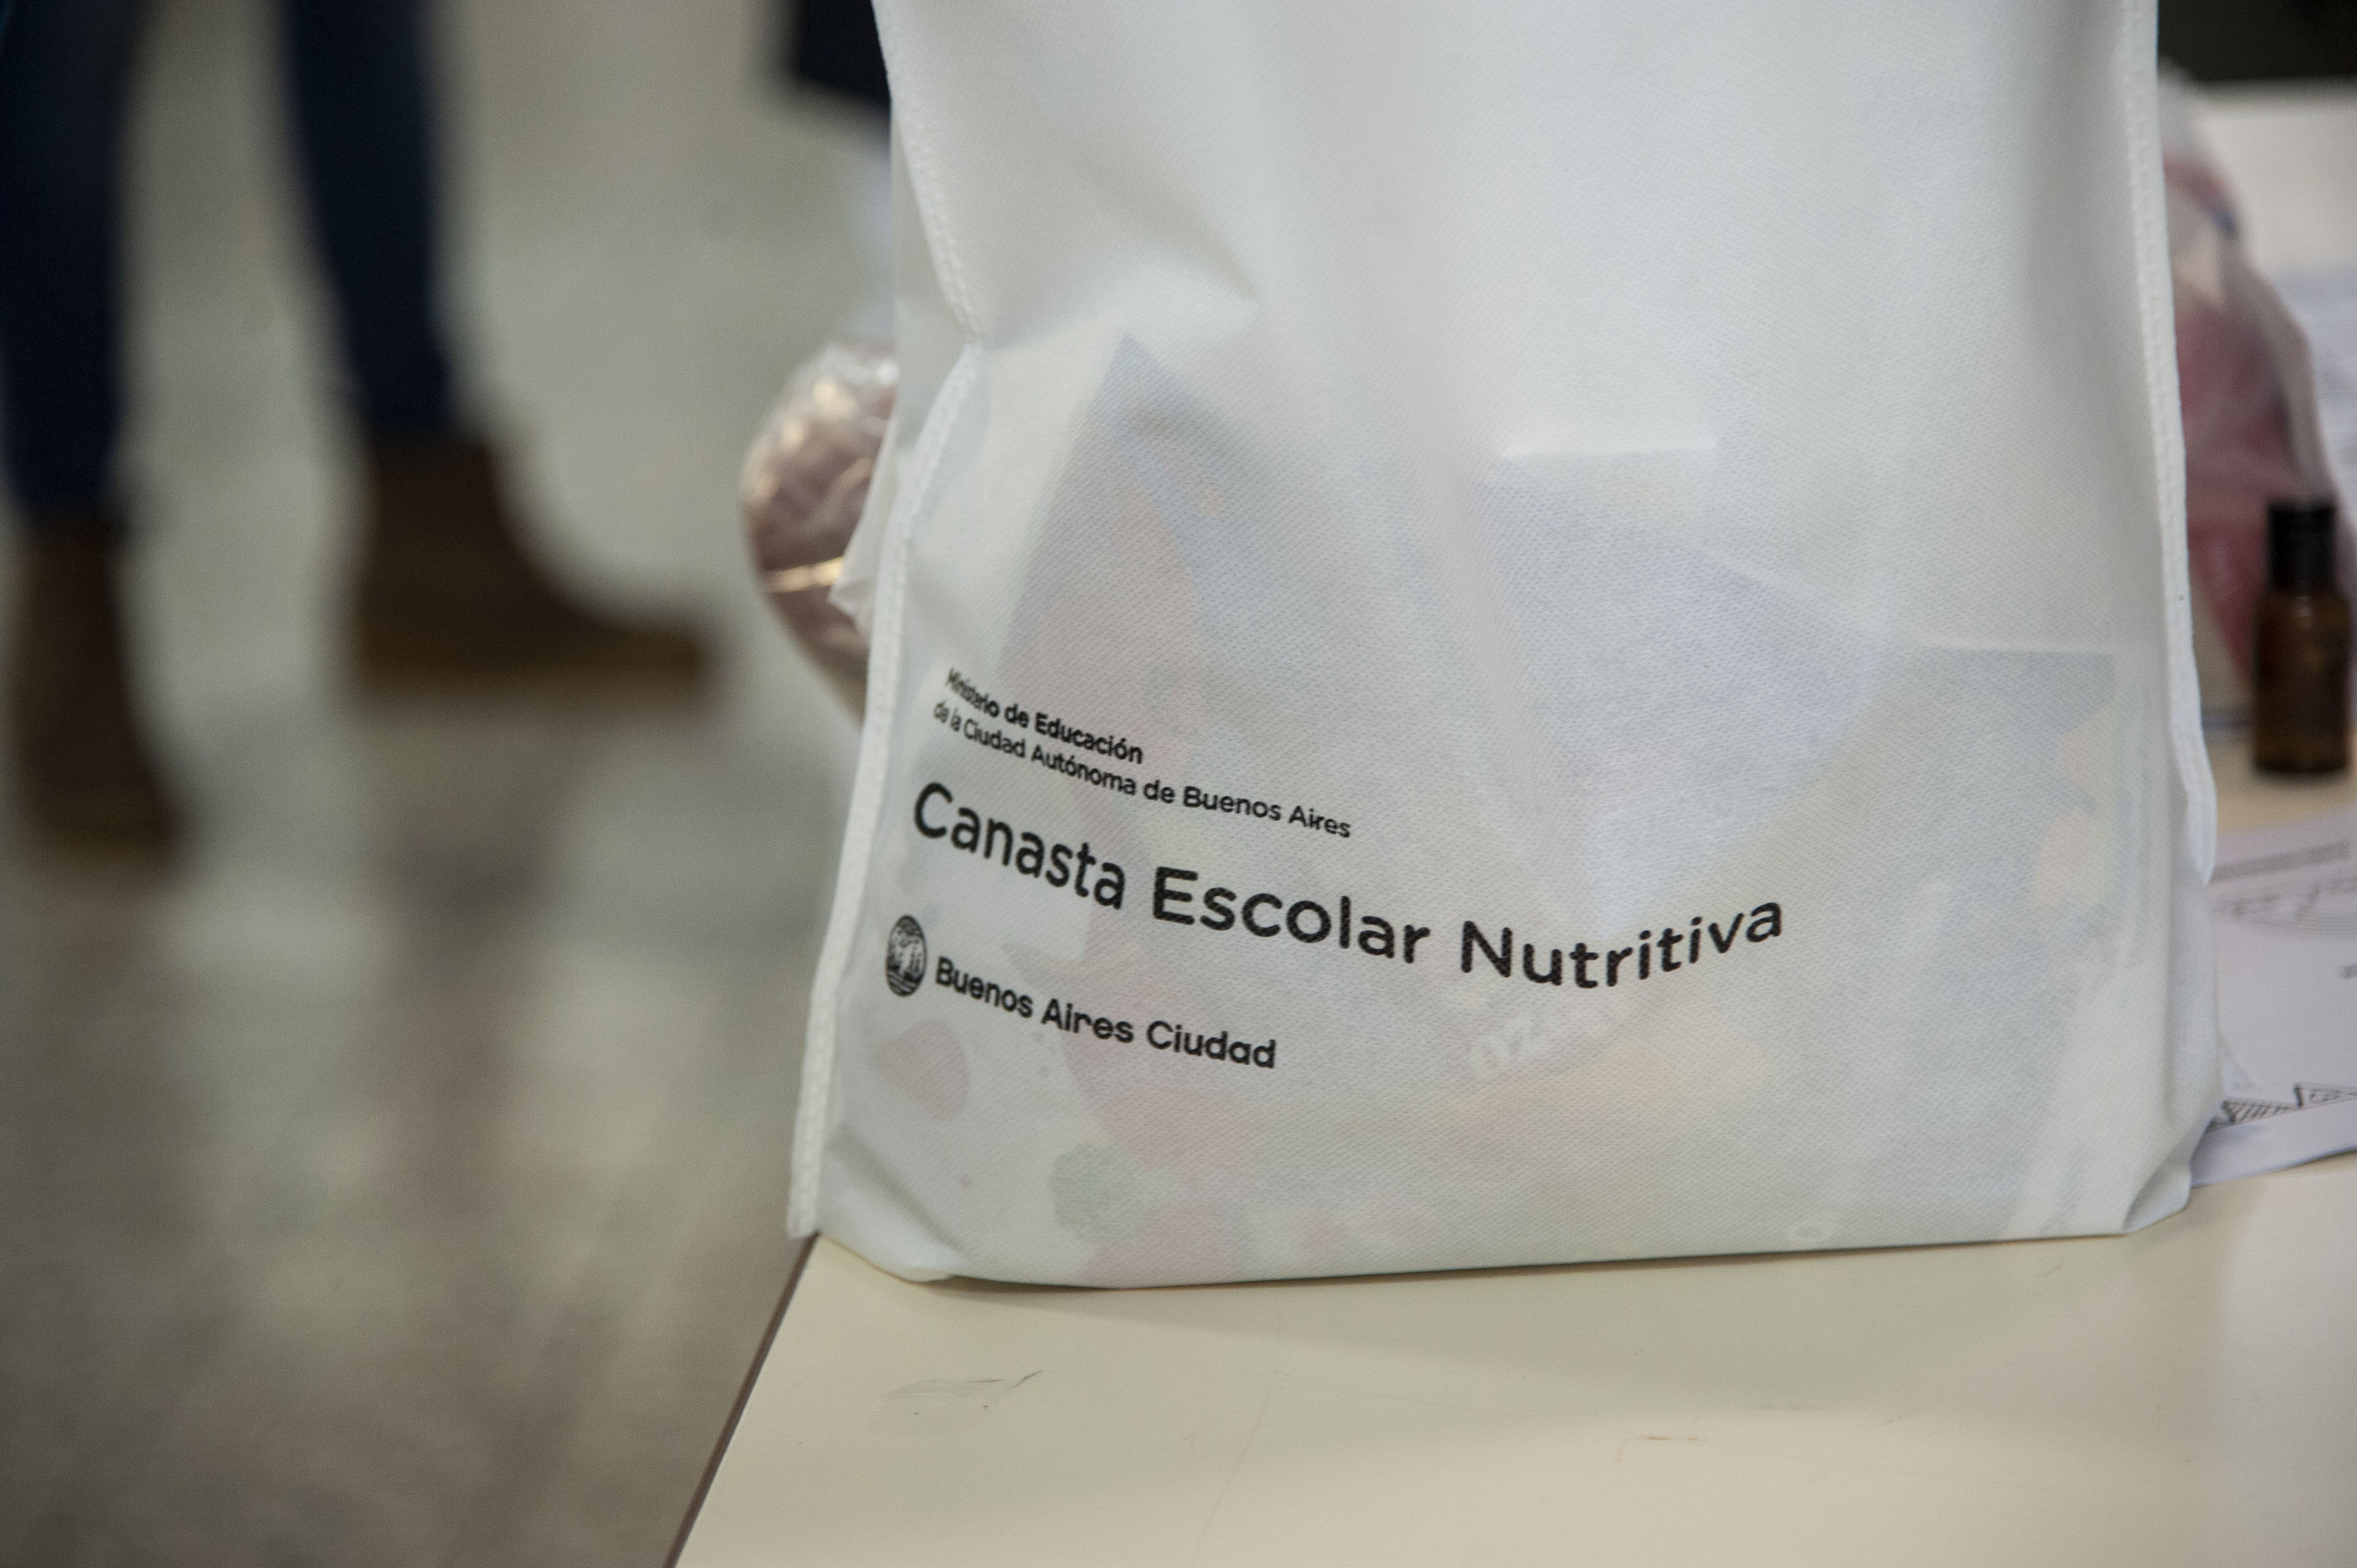 Ministerio de Educación
de la Ciudad Autónoma de Buenos Aires
Canasta Escolar Nutritiva
Buenos Aires Ciudad